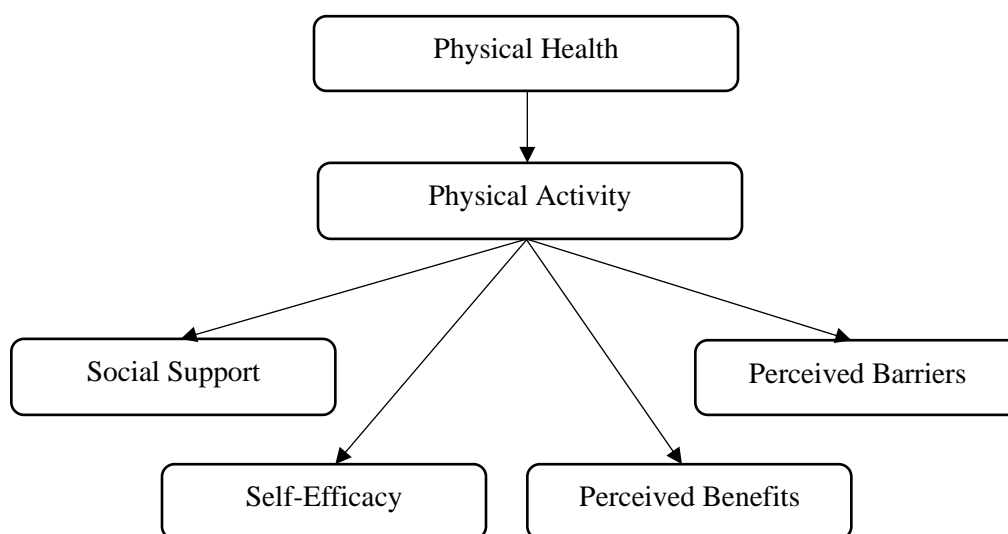 Physical Health
Physical Activity
Social Support
Perceived Barriers
Self-Efficacy
Perceived Benefits